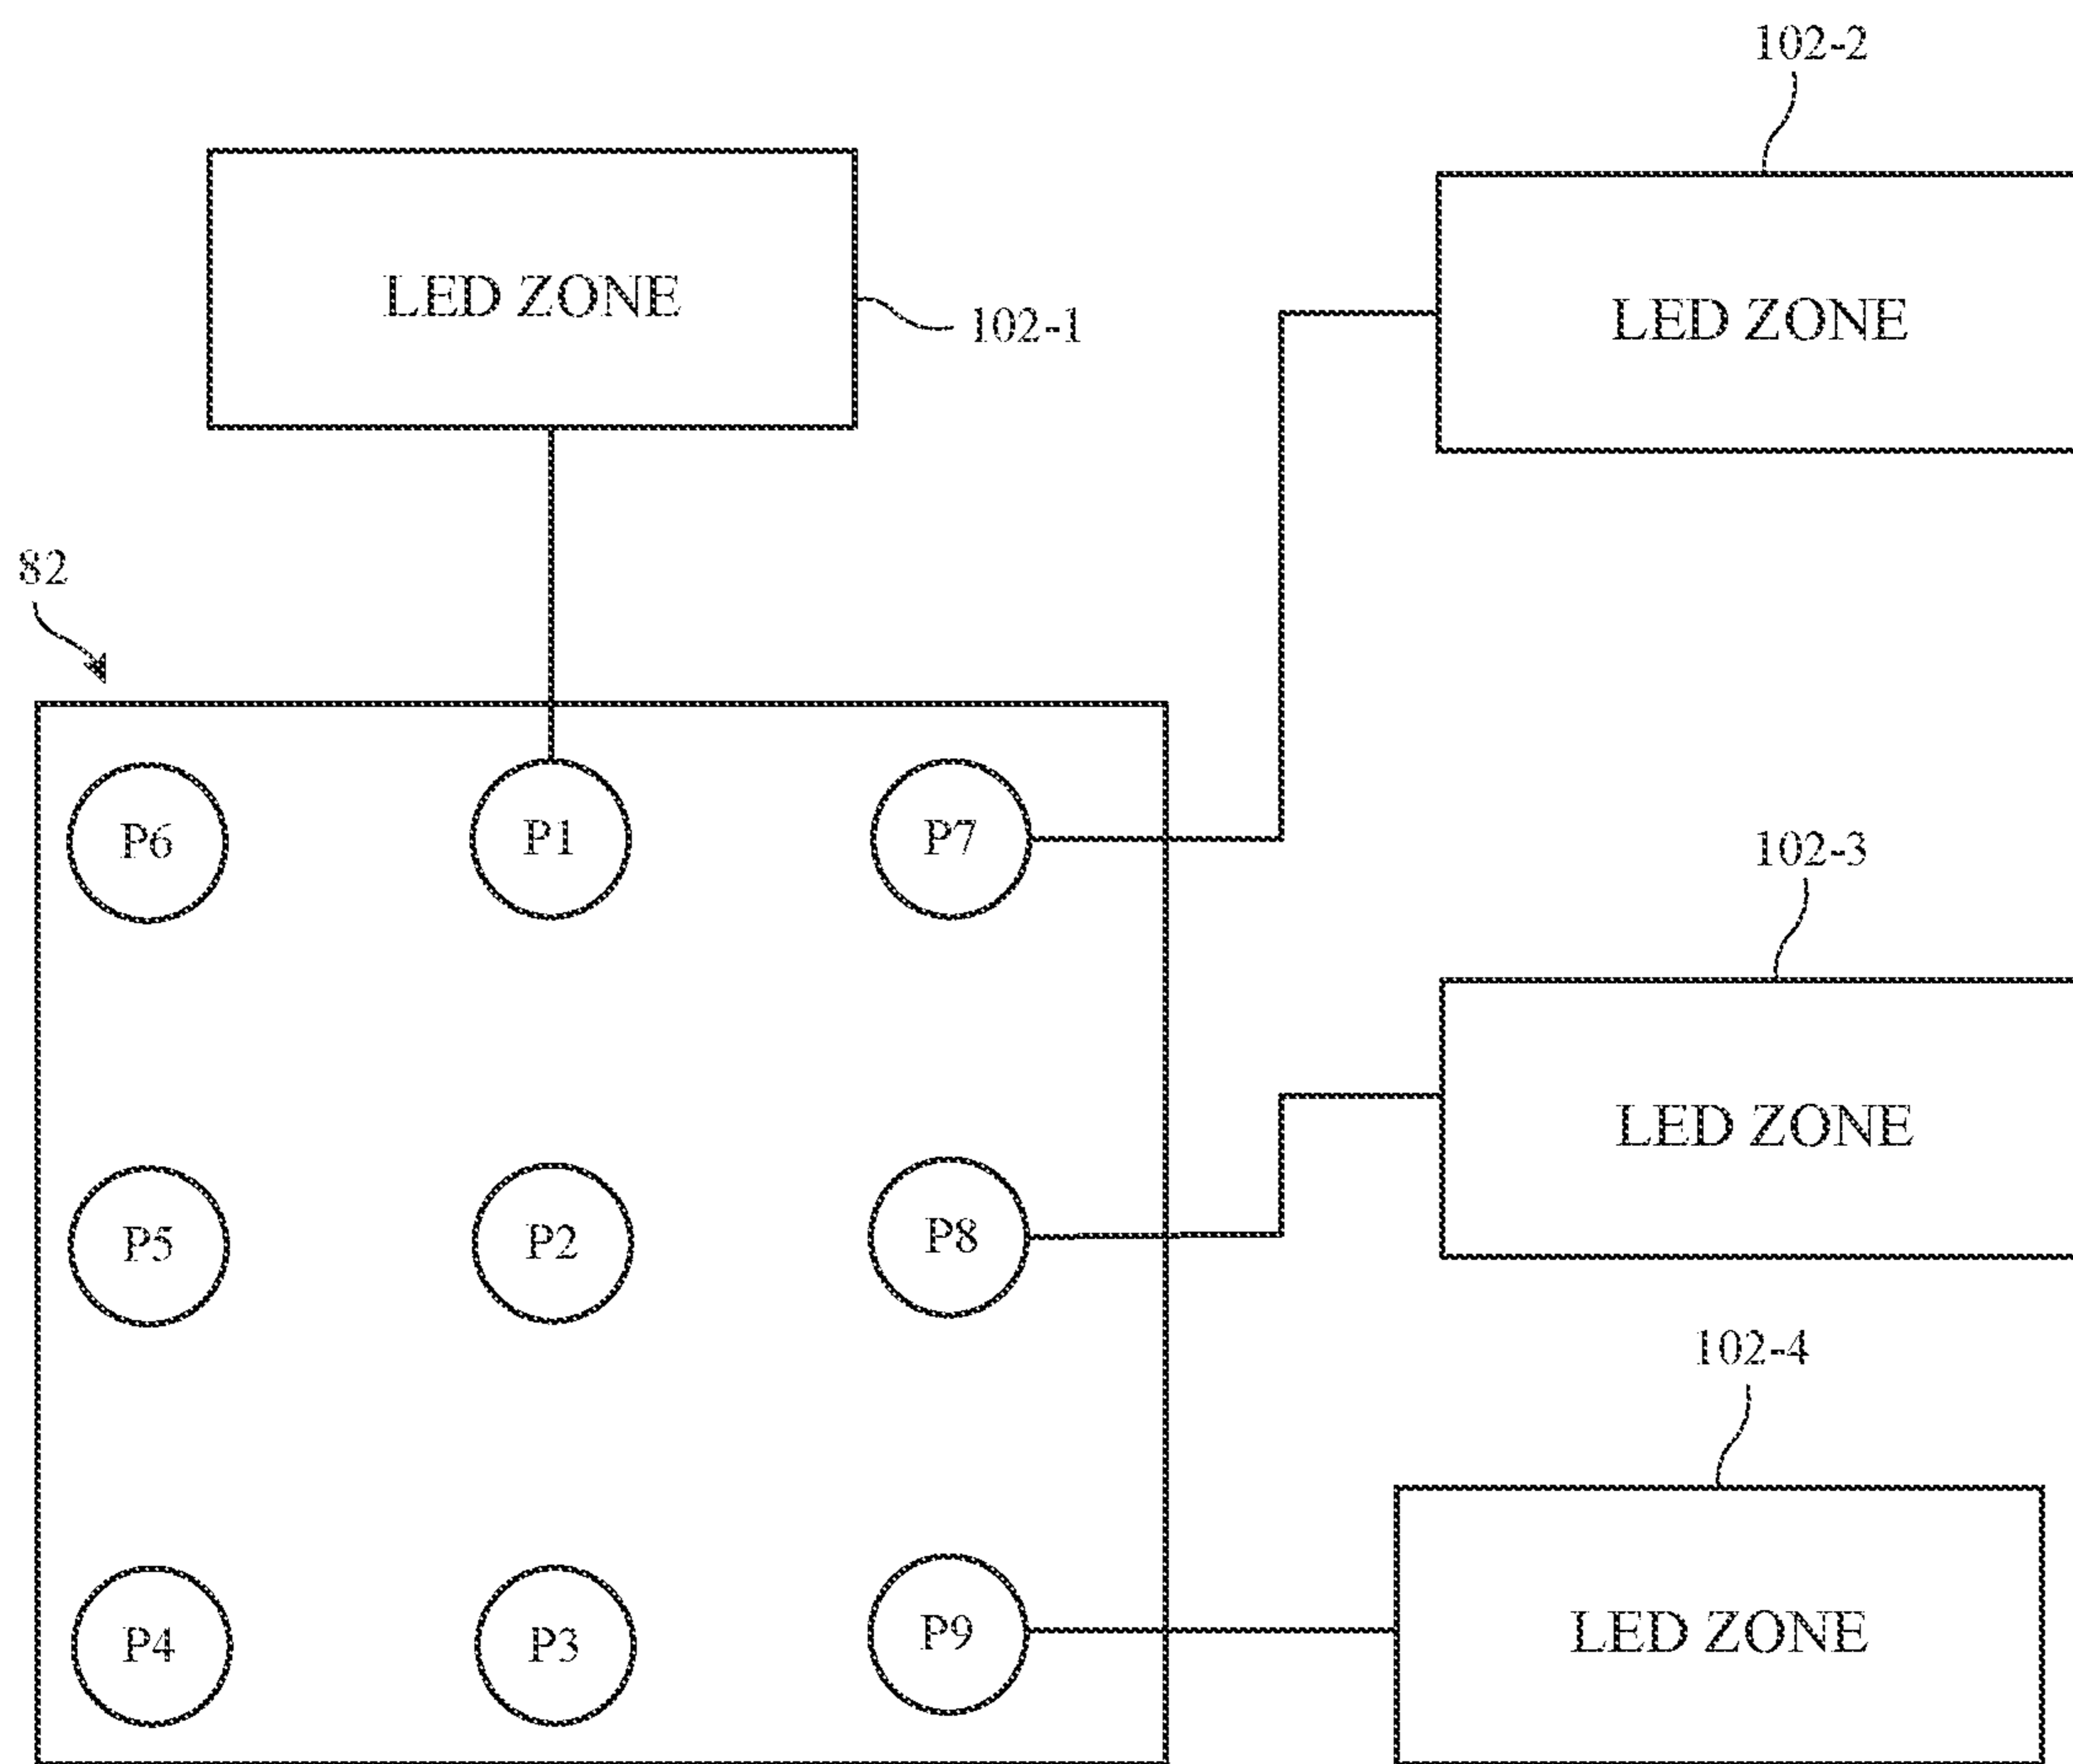 102-2
LED ZONE
102-1
LED ZONE
82
P6
P1
P7
102-3
LED ZONE
P5
P2
P8
102-4
P4
P3
P9
LED ZONE